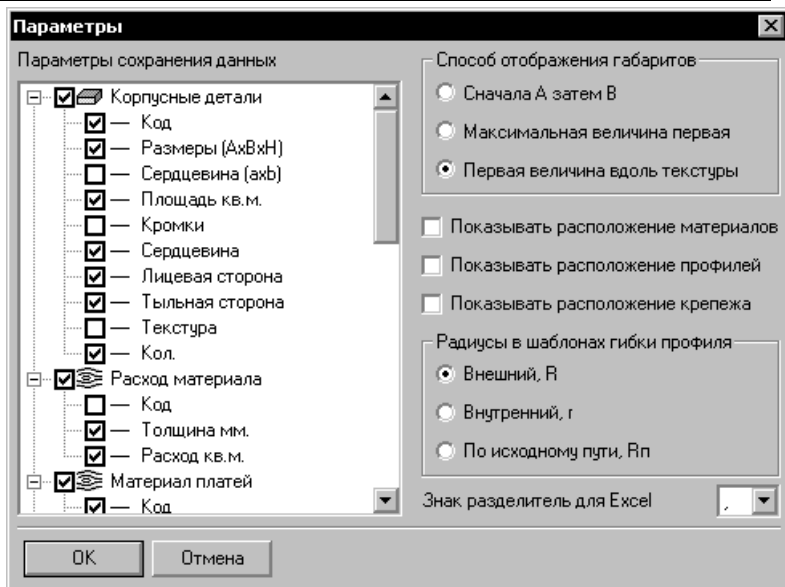 Параметры
Параметры сохранения данных
Корпусные детали
Код
Размеры (АхВхН)
Сердцевина (ахb)
Площадь кв.м.
Кромки
Сердцевина
Лицевая сторона
Тыльная сторона
Текстура
Кол.
Расход материала
Код
Толщина мм.
Расход кв.м.
Материал платей
Код
Способ отображения габаритов
Сначала А затем В
Максимальная величина первая
Первая величина вдоль текстуры
Показывать расположение материалов
Показывать расположение профилей
Показывать расположение крепежа
Радиусы в шаблонах гибки профиля
Внешний, R
Внутренний, r
По исходному пути, Rп
Знак разделитель для Excel ,
OK Отмена